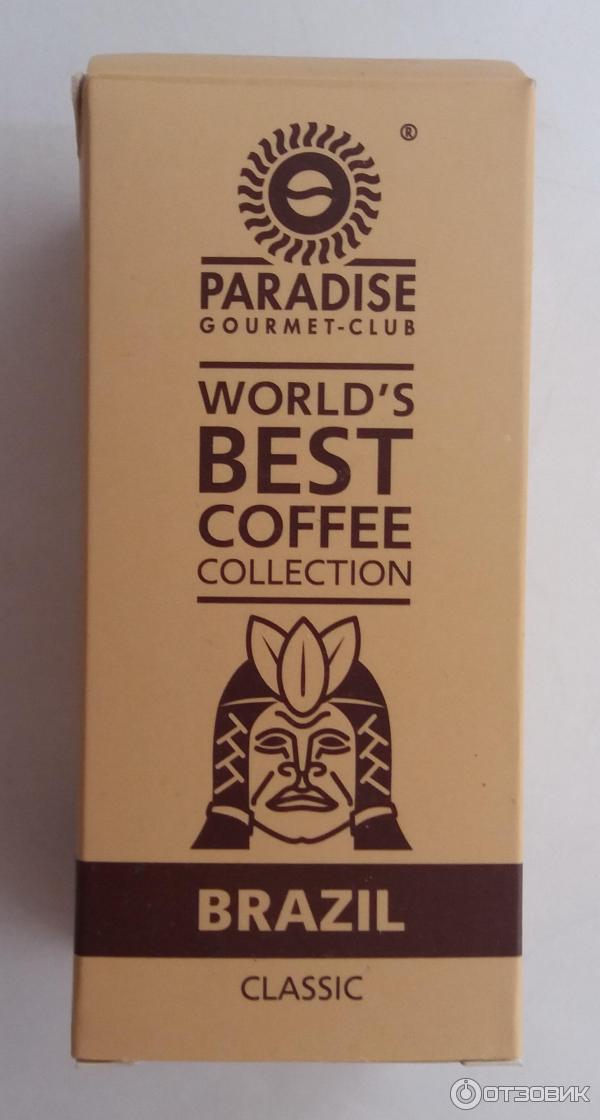 ®
PARADISE
GOURMET-CLUB
WORLD'S
BEST
COFFEE
COLLECTION
BRAZIL
CLASSIC
ОТЗОВИК